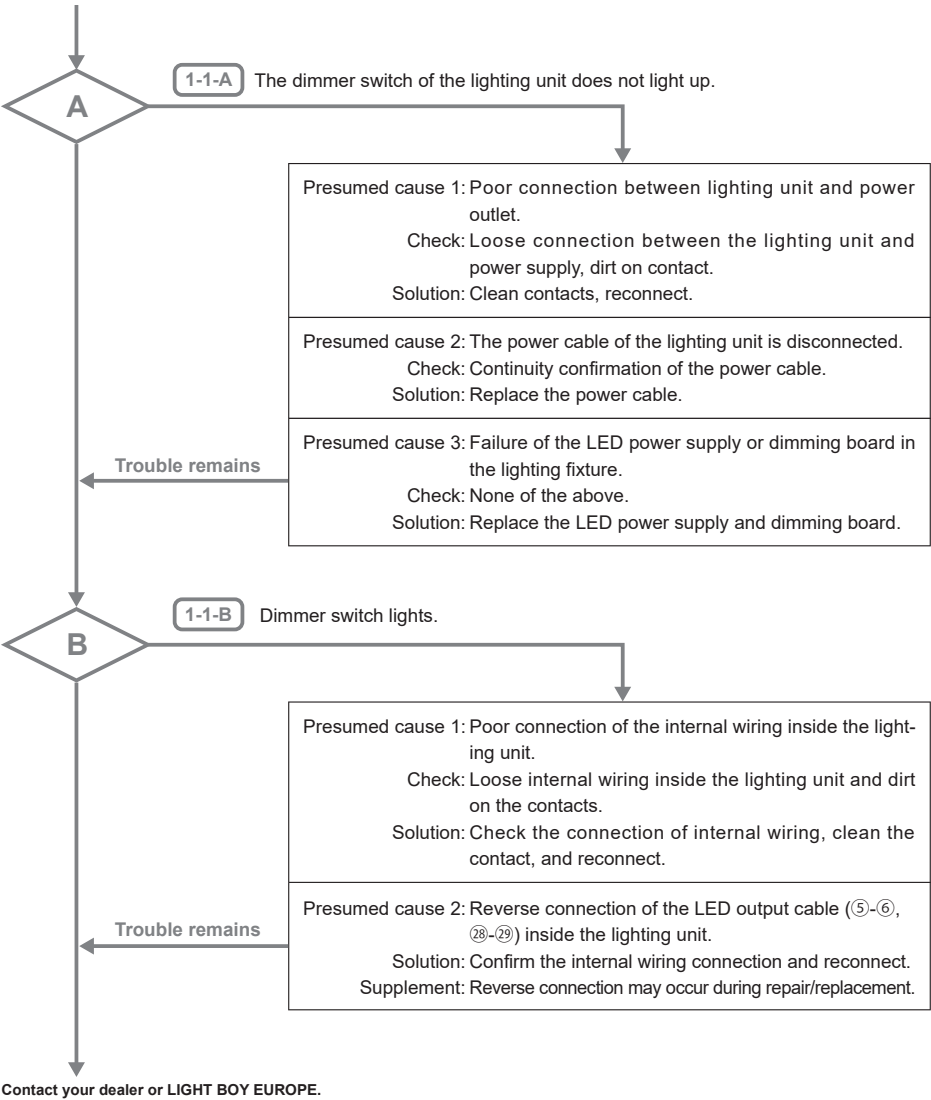 A
1-1-A The dimmer switch of the lighting unit does not light up.
Presumed cause 1: Poor connection between lighting unit and power
outlet.
Check: Loose connection between the lighting unit and
power supply, dirt on contact.
Solution: Clean contacts, reconnect.
Presumed cause 2: The power cable of the lighting unit is disconnected.
Check: Continuity confirmation of the power cable.
Solution: Replace the power cable.
Presumed cause 3: Failure of the LED power supply or dimming board in
the lighting fixture.
Check: None of the above.
Solution: Replace the LED power supply and dimming board.
Trouble remains
B
1-1-B Dimmer switch lights.
Presumed cause 1: Poor connection of the internal wiring inside the light-
ing unit.
Check: Loose internal wiring inside the lighting unit and dirt
on the contacts.
Solution: Check the connection of internal wiring, clean the
contact, and reconnect.
Presumed cause 2: Reverse connection of the LED output cable (⑤-⑥,
㉘-㉙) inside the lighting unit.
Solution: Confirm the internal wiring connection and reconnect.
Supplement: Reverse connection may occur during repair/replacement.
Trouble remains
Contact your dealer or LIGHT BOY EUROPE.